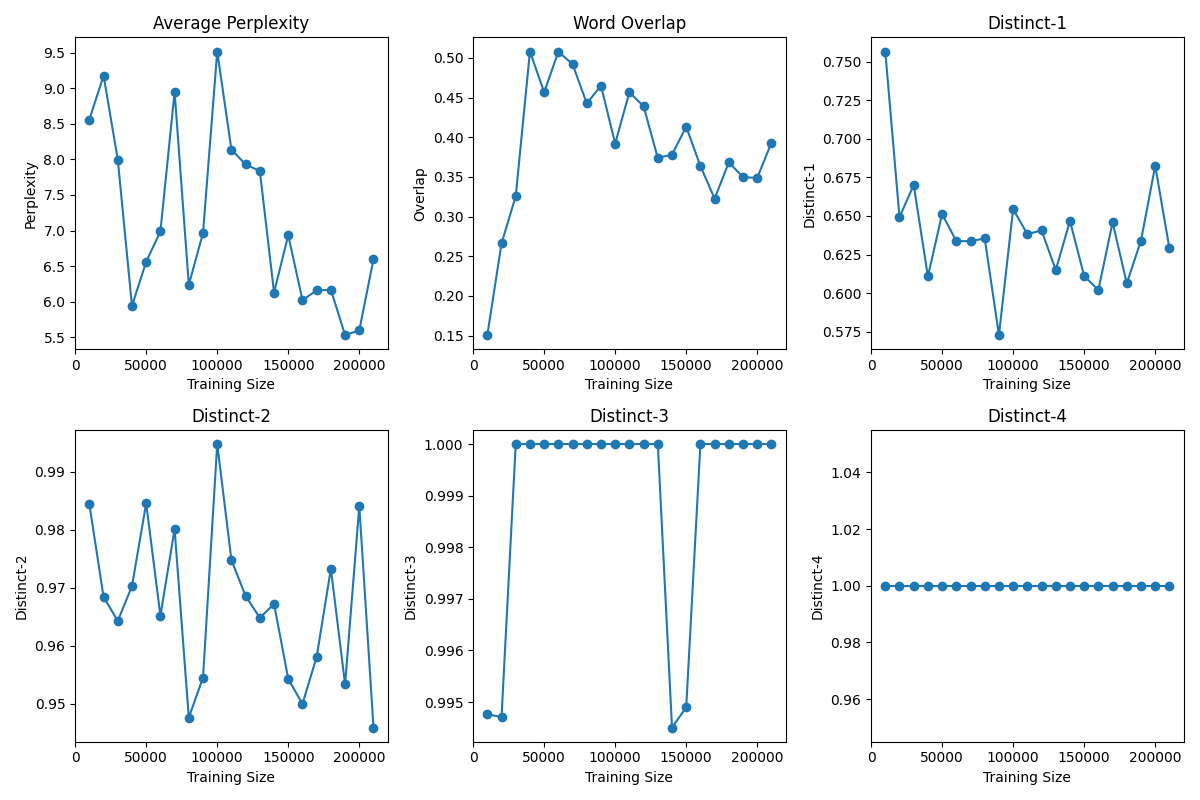 Average Perplexity
Perplexity
9.5
9.0
8.5
8.0
7.5
7.0
6.5
6.0
5.5
0 50000 100000 150000 200000
Training Size
Word Overlap
Overlap
0.50
0.45
0.40
0.35
0.30
0.25
0.20
0.15
0 50000 100000 150000 200000
Training Size
Distinct-1
Distinct-1
0.750
0.725
0.700
0.675
0.650
0.625
0.600
0.575
0 50000 100000 150000 200000
Training Size
Distinct-2
Distinct-2
0.99
0.98
0.97
0.96
0.95
0 50000 100000 150000 200000
Training Size
Distinct-3
Distinct-3
1.000
0.999
0.998
0.997
0.996
0.995
0 50000 100000 150000 200000
Training Size
Distinct-4
Distinct-4
1.04
1.02
1.00
0.98
0.96
0 50000 100000 150000 200000
Training Size